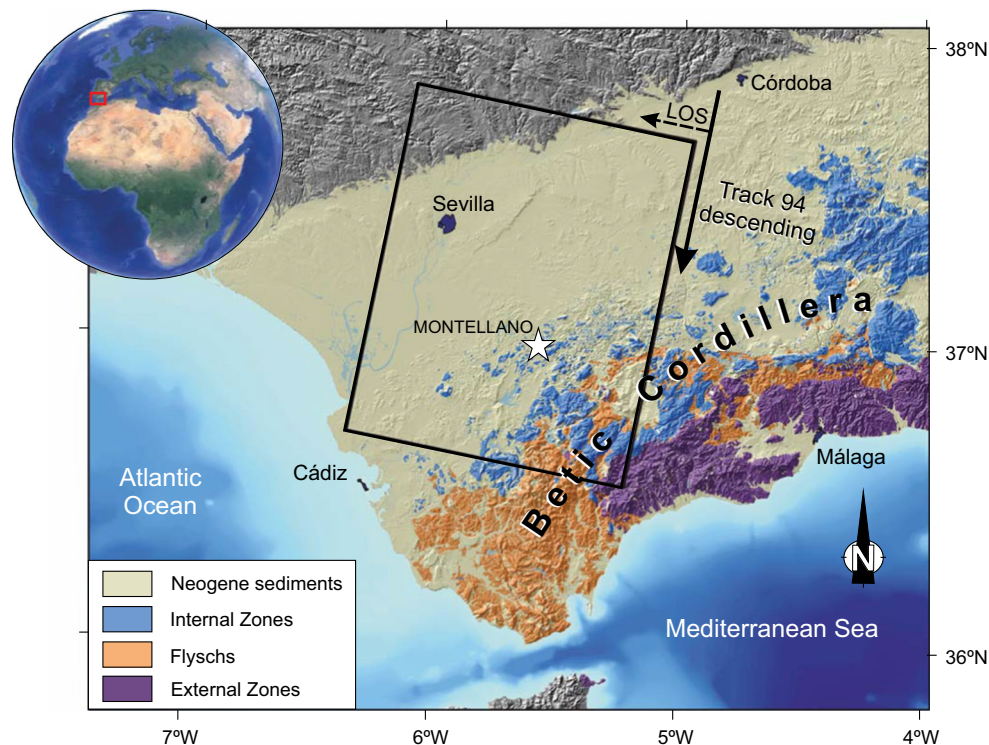 38ºN
Córdoba
LOS
Track 94
descending
Sevilla
MONTELLANO
37ºN
Betic Cordillera
Cádiz
Málaga
Atlantic
Ocean
N
Neogene sediments
Internal Zones
Flyschs
External Zones
Mediterranean Sea
36ºN
7ºW
6ºW
5ºW
4ºW